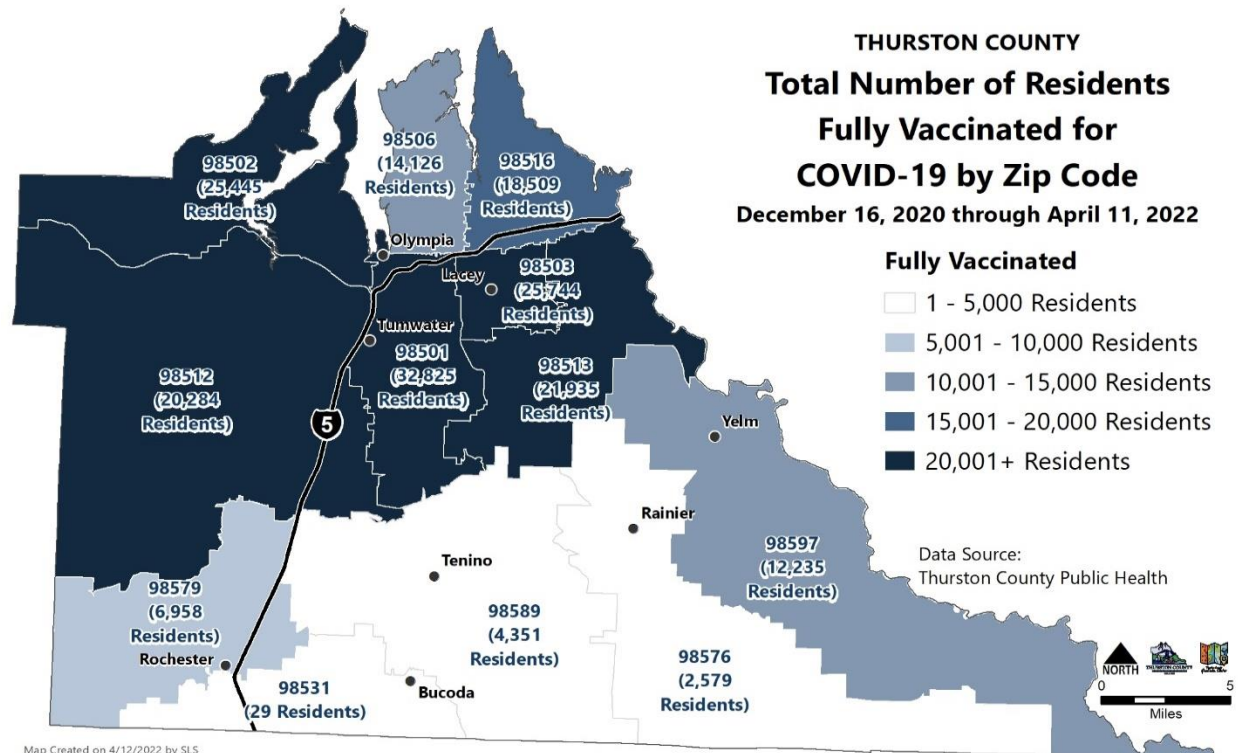 THURSTON COUNTY
Total Number of Residents
Fully Vaccinated for
COVID-19 by Zip Code
December 16, 2020 through April 11, 2022
Fully Vaccinated
1 - 5,000 Residents
5,001 - 10,000 Residents
10,001 - 15,000 Residents
15,001 - 20,000 Residents
20,001+ Residents
98502
(25,445
Residents)
98506
(14,126
Residents)
98516
(18,509
Residents)
Olympia
Lacey
98503
(25,744
Residents)
Tumwater
98501
(32,825
Residents)
98513
(21,935
Residents)
98512
(20,284
Residents)
5
Yelm
Rainier
Tenino
98597
(12,235
Residents)
98579
(6,958
Residents)
Rochester
98589
(4,351
Residents)
98576
(2,579
Residents)
98531
(29 Residents)
Bucoda
Data Source:
Thurston County Public Health
NORTH
THURSTON COUNTY
0 5
Miles
Map Created on 4/12/2022 by SLS